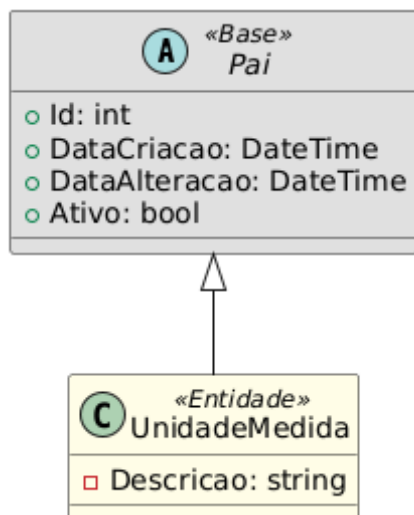 A
«Base»
Pai
Id: int
DataCriacao: DateTime
DataAlteracao: DateTime
Ativo: bool
C
«Entidade»
UnidadeMedida
Descricao: string